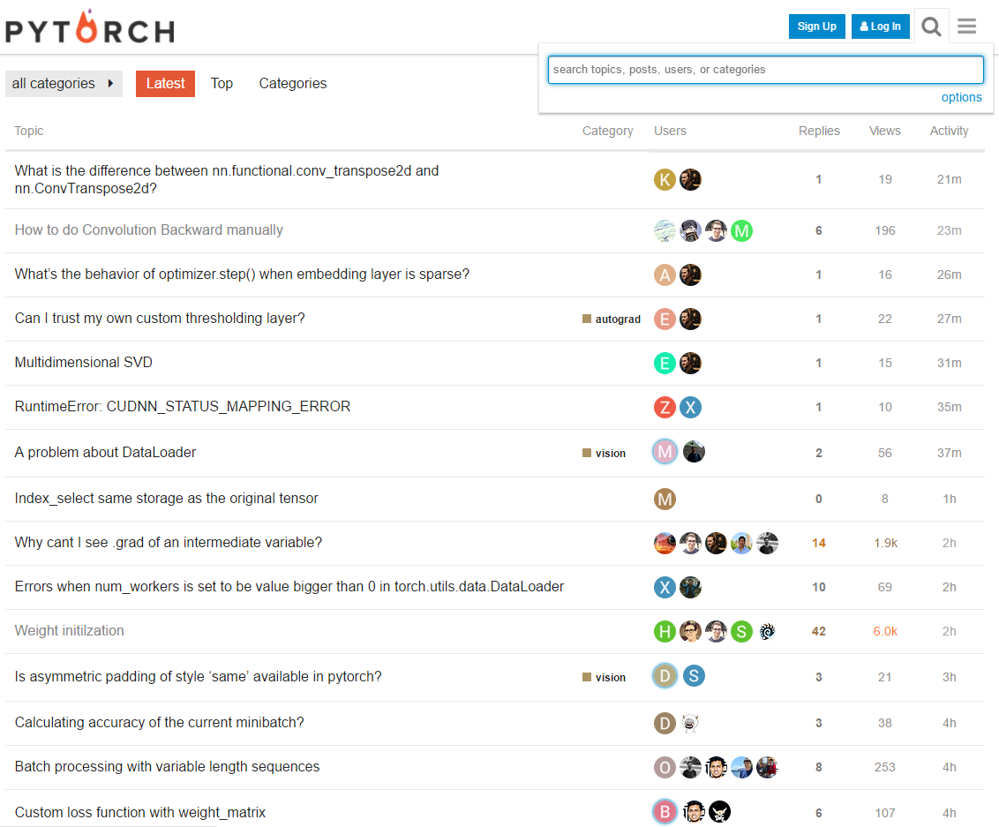 PYTORCH
Sign Up
Log In
search topics, posts, users, or categories
options
all categories
Latest
Top
Categories
Topic Category Users Replies Views Activity
What is the difference between nn.functional.conv_transpose2d and
nn.ConvTranspose2d?
K 1 19 21m
How to do Convolution Backward manually M 6 196 23m
What’s the behavior of optimizer.step() when embedding layer is sparse? A 1 16 26m
Can I trust my own custom thresholding layer? autograd E 1 22 27m
Multidimensional SVD E 1 15 31m
RuntimeError: CUDNN_STATUS_MAPPING_ERROR Z X 1 10 35m
A problem about DataLoader vision M 2 56 37m
Index_select same storage as the original tensor M 0 8 1h
Why cant I see .grad of an intermediate variable? 14 1.9k 2h
Errors when num_workers is set to be value bigger than 0 in torch.utils.data.DataLoader X 10 69 2h
Weight initilzation H S 42 6.0k 2h
Is asymmetric padding of style ‘same’ available in pytorch? vision D S 3 21 3h
Calculating accuracy of the current minibatch? D 3 38 4h
Batch processing with variable length sequences O 8 253 4h
Custom loss function with weight_matrix B 6 107 4h